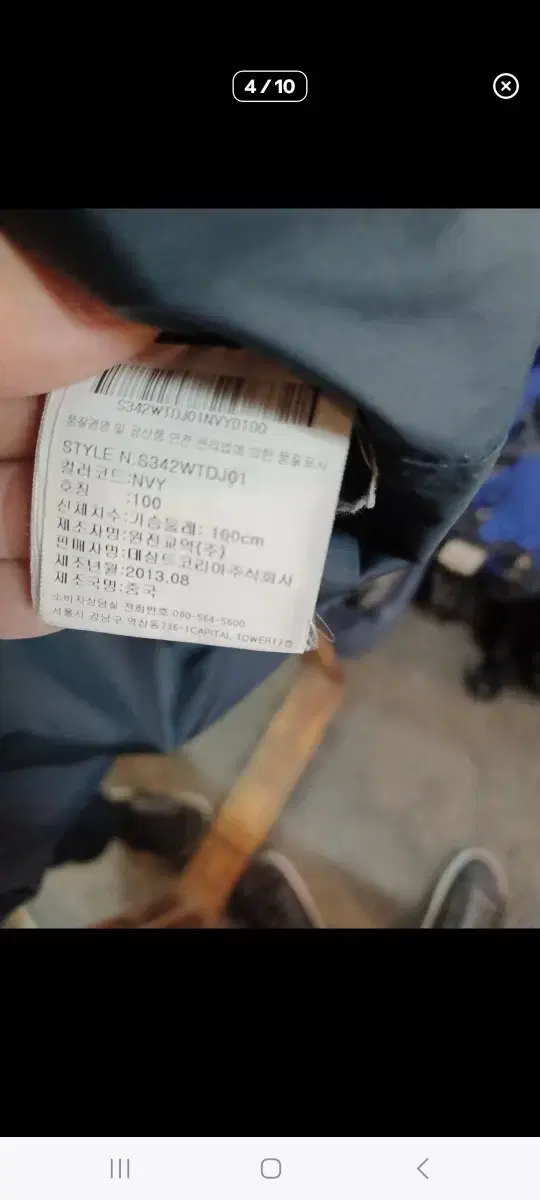 4 / 10
S342WTDJ01NVY0100
품질경영 및 공산품 안전 관리법에 의한 품질표시
STYLE N.S342WTDJ01
컬러코드:NVY
호칭 :100
신체치수:가슴둘레: 100cm
제조자명:원진교역(주)
판매자명:데상트코리아주식회사
제조년월:2013.08
제조국명:중국
소비자상담실 전화번호:080-564-5600
서울시 강남구 역삼동736-1CAPITAL TOWER17층